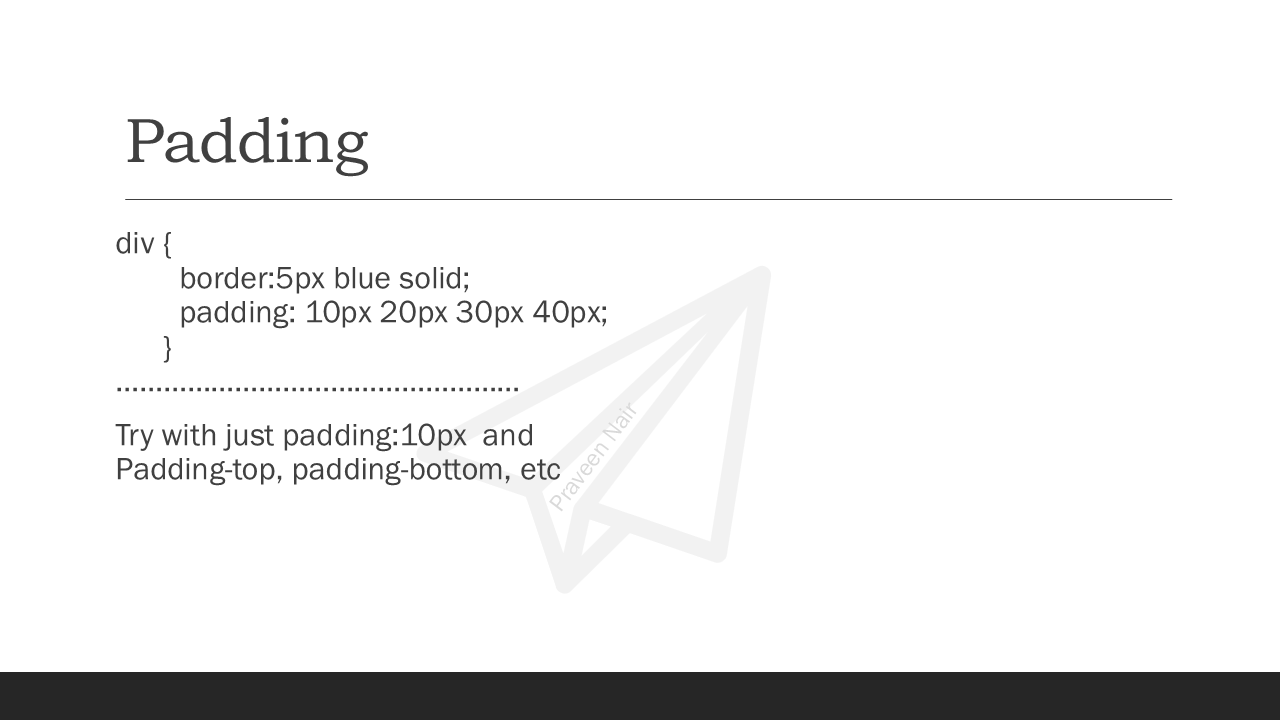 Padding
div {
border:5px blue solid;
padding: 10px 20px 30px 40px;
}
……………………………………………
Try with just padding:10px  and
Padding-top, padding-bottom, etc
Praveen Nair